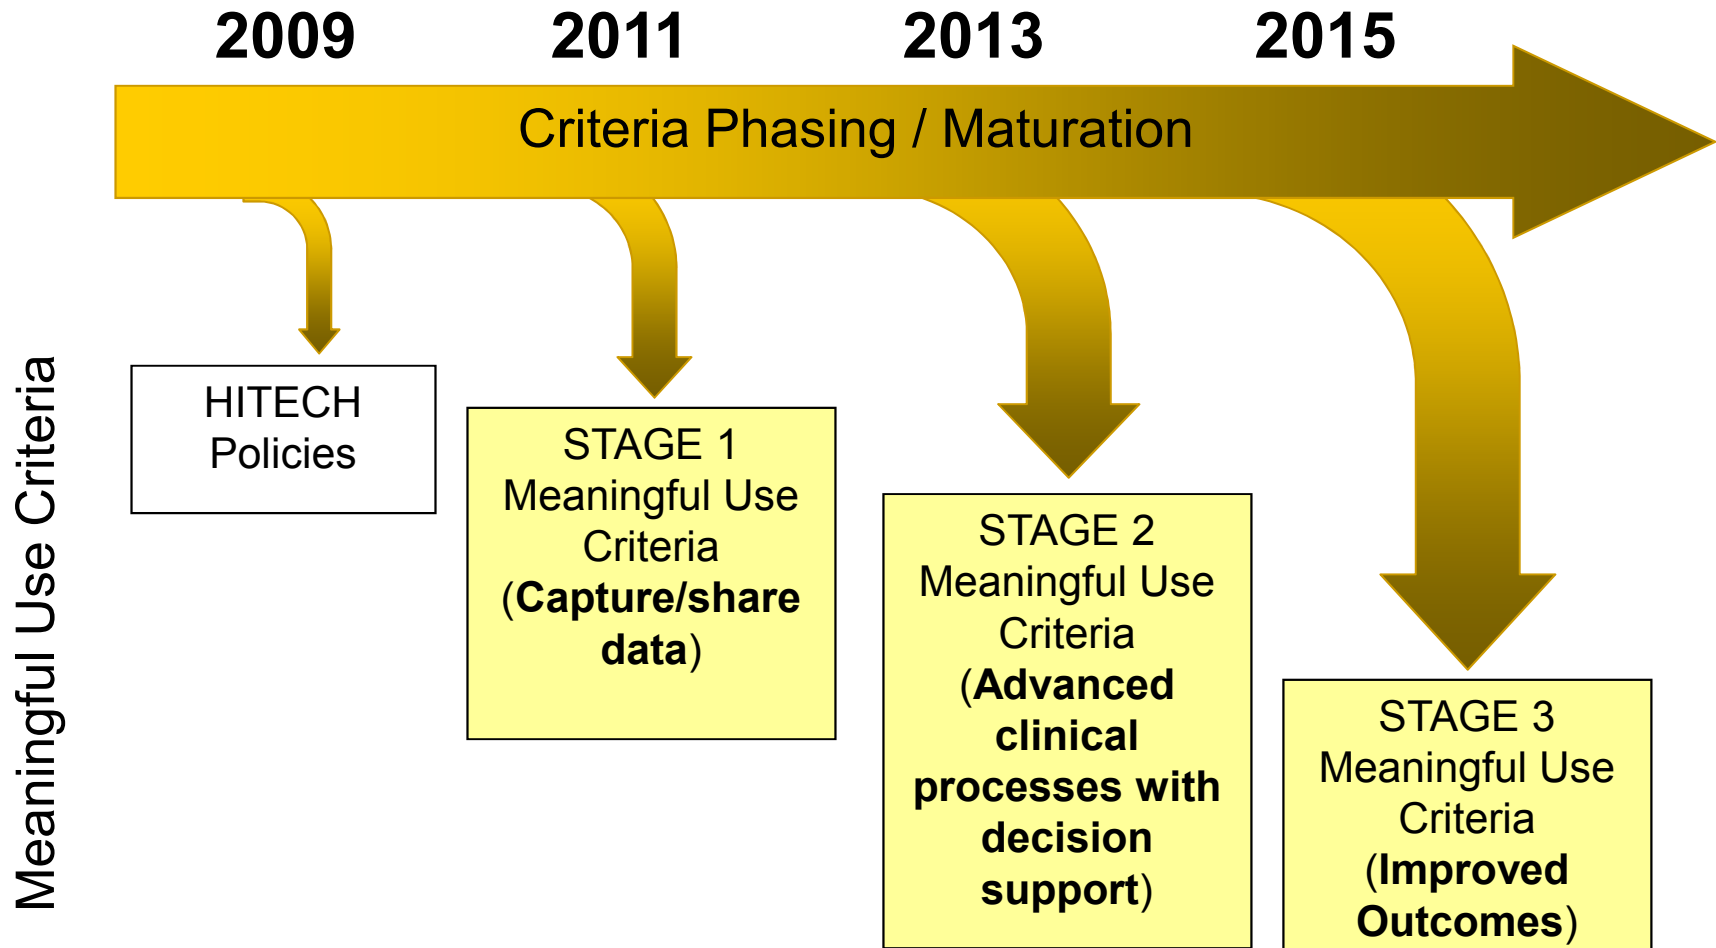 2009 2011 2013 2015
Criteria Phasing / Maturation
Meaningful Use Criteria
HITECH
Policies
STAGE 1
Meaningful Use
Criteria
(Capture/share
data)
STAGE 2
Meaningful Use
Criteria
(Advanced
clinical
processes with
decision
support)
STAGE 3
Meaningful Use
Criteria
(Improved
Outcomes)